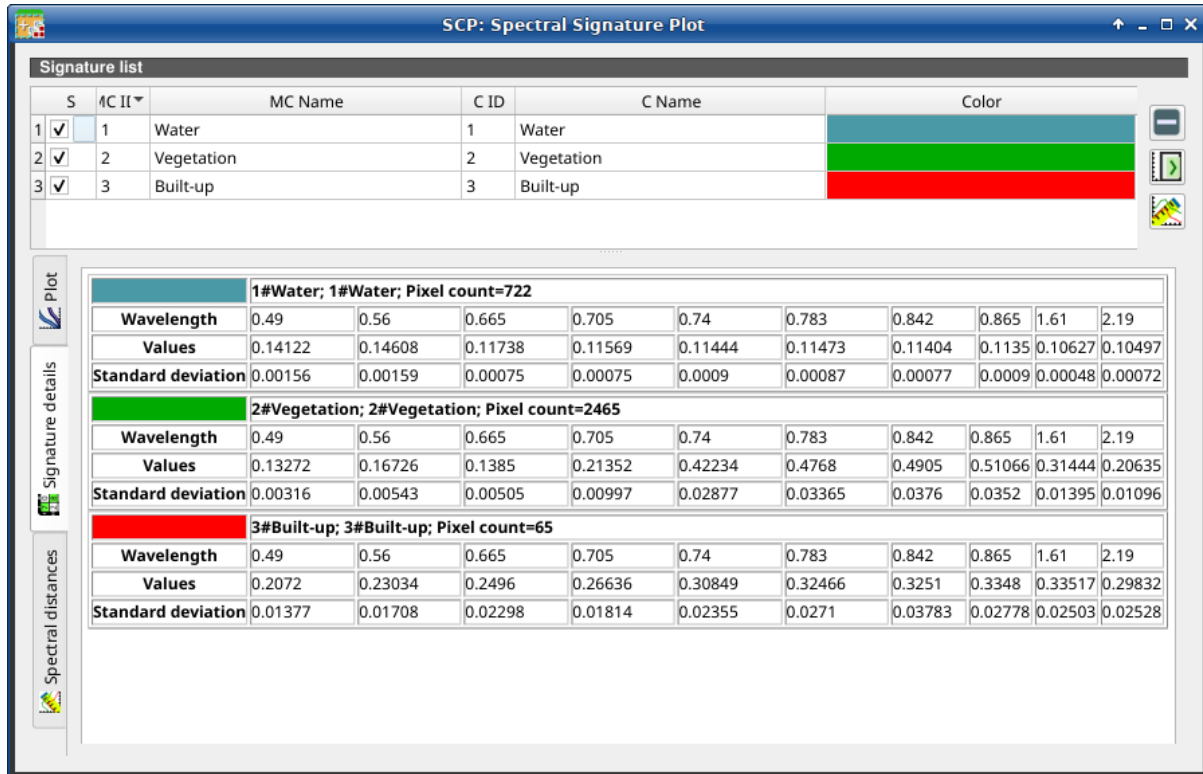 SCP: Spectral Signature Plot
Signature list
S MC II MC Name C ID C Name Color
1 1 Water 1 Water
2 2 Vegetation 2 Vegetation
3 3 Built-up 3 Built-up
Plot
Signature details
Spectral distances
1#Water; 1#Water; Pixel count=722
Wavelength 0.49 0.56 0.665 0.705 0.74 0.783 0.842 0.865 1.61 2.19
Values 0.14122 0.14608 0.11738 0.11569 0.11444 0.11473 0.11404 0.1135 0.10627 0.10497
Standard deviation 0.00156 0.00159 0.00075 0.00075 0.0009 0.00087 0.00077 0.0009 0.00048 0.00072
2#Vegetation; 2#Vegetation; Pixel count=2465
Wavelength 0.49 0.56 0.665 0.705 0.74 0.783 0.842 0.865 1.61 2.19
Values 0.13272 0.16726 0.1385 0.21352 0.42234 0.4768 0.4905 0.51066 0.31444 0.20635
Standard deviation 0.00316 0.00543 0.00505 0.00997 0.02877 0.03365 0.0376 0.0352 0.01395 0.01096
3#Built-up; 3#Built-up; Pixel count=65
Wavelength 0.49 0.56 0.665 0.705 0.74 0.783 0.842 0.865 1.61 2.19
Values 0.2072 0.23034 0.2496 0.26636 0.30849 0.32466 0.3251 0.3348 0.33517 0.29832
Standard deviation 0.01377 0.01708 0.02298 0.01814 0.02355 0.0271 0.03783 0.02778 0.02503 0.02528